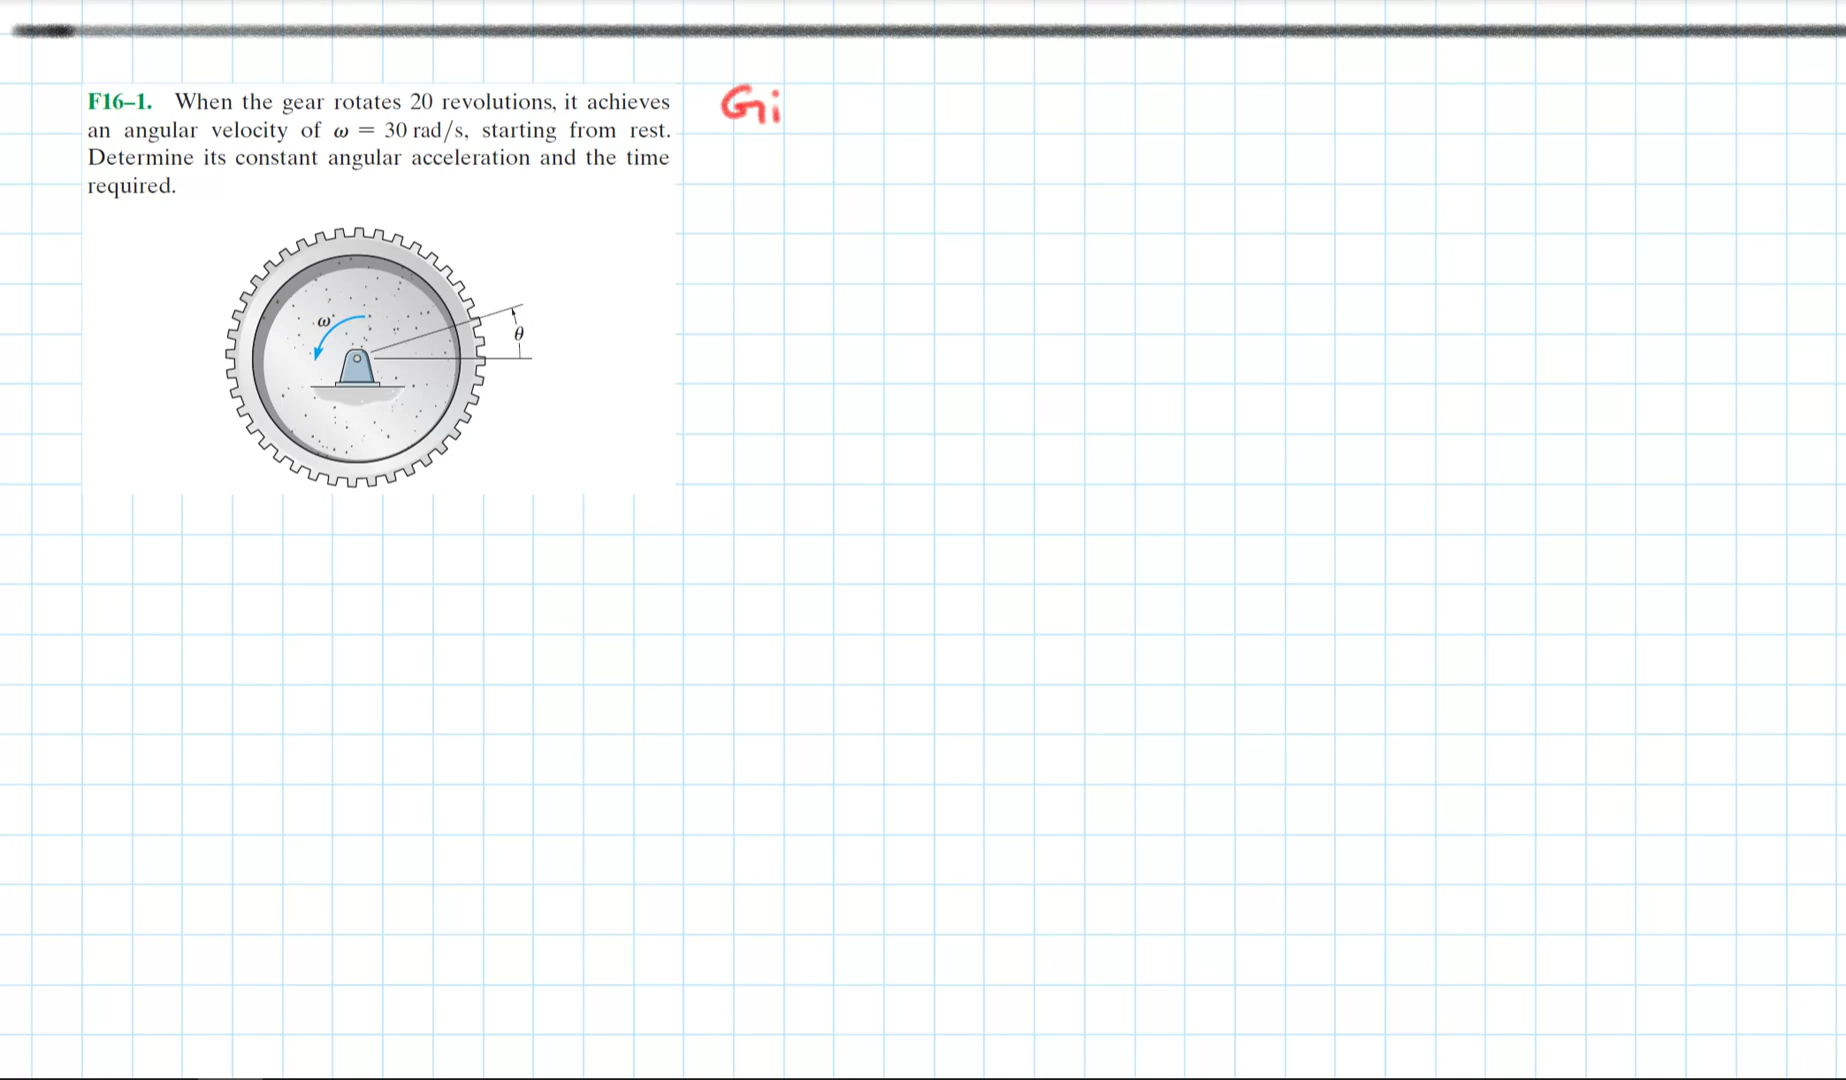 F16–1. When the gear rotates 20 revolutions, it achieves
an angular velocity of ω = 30 rad/s, starting from rest.
Determine its constant angular acceleration and the time
required.
Gi
ω
θ